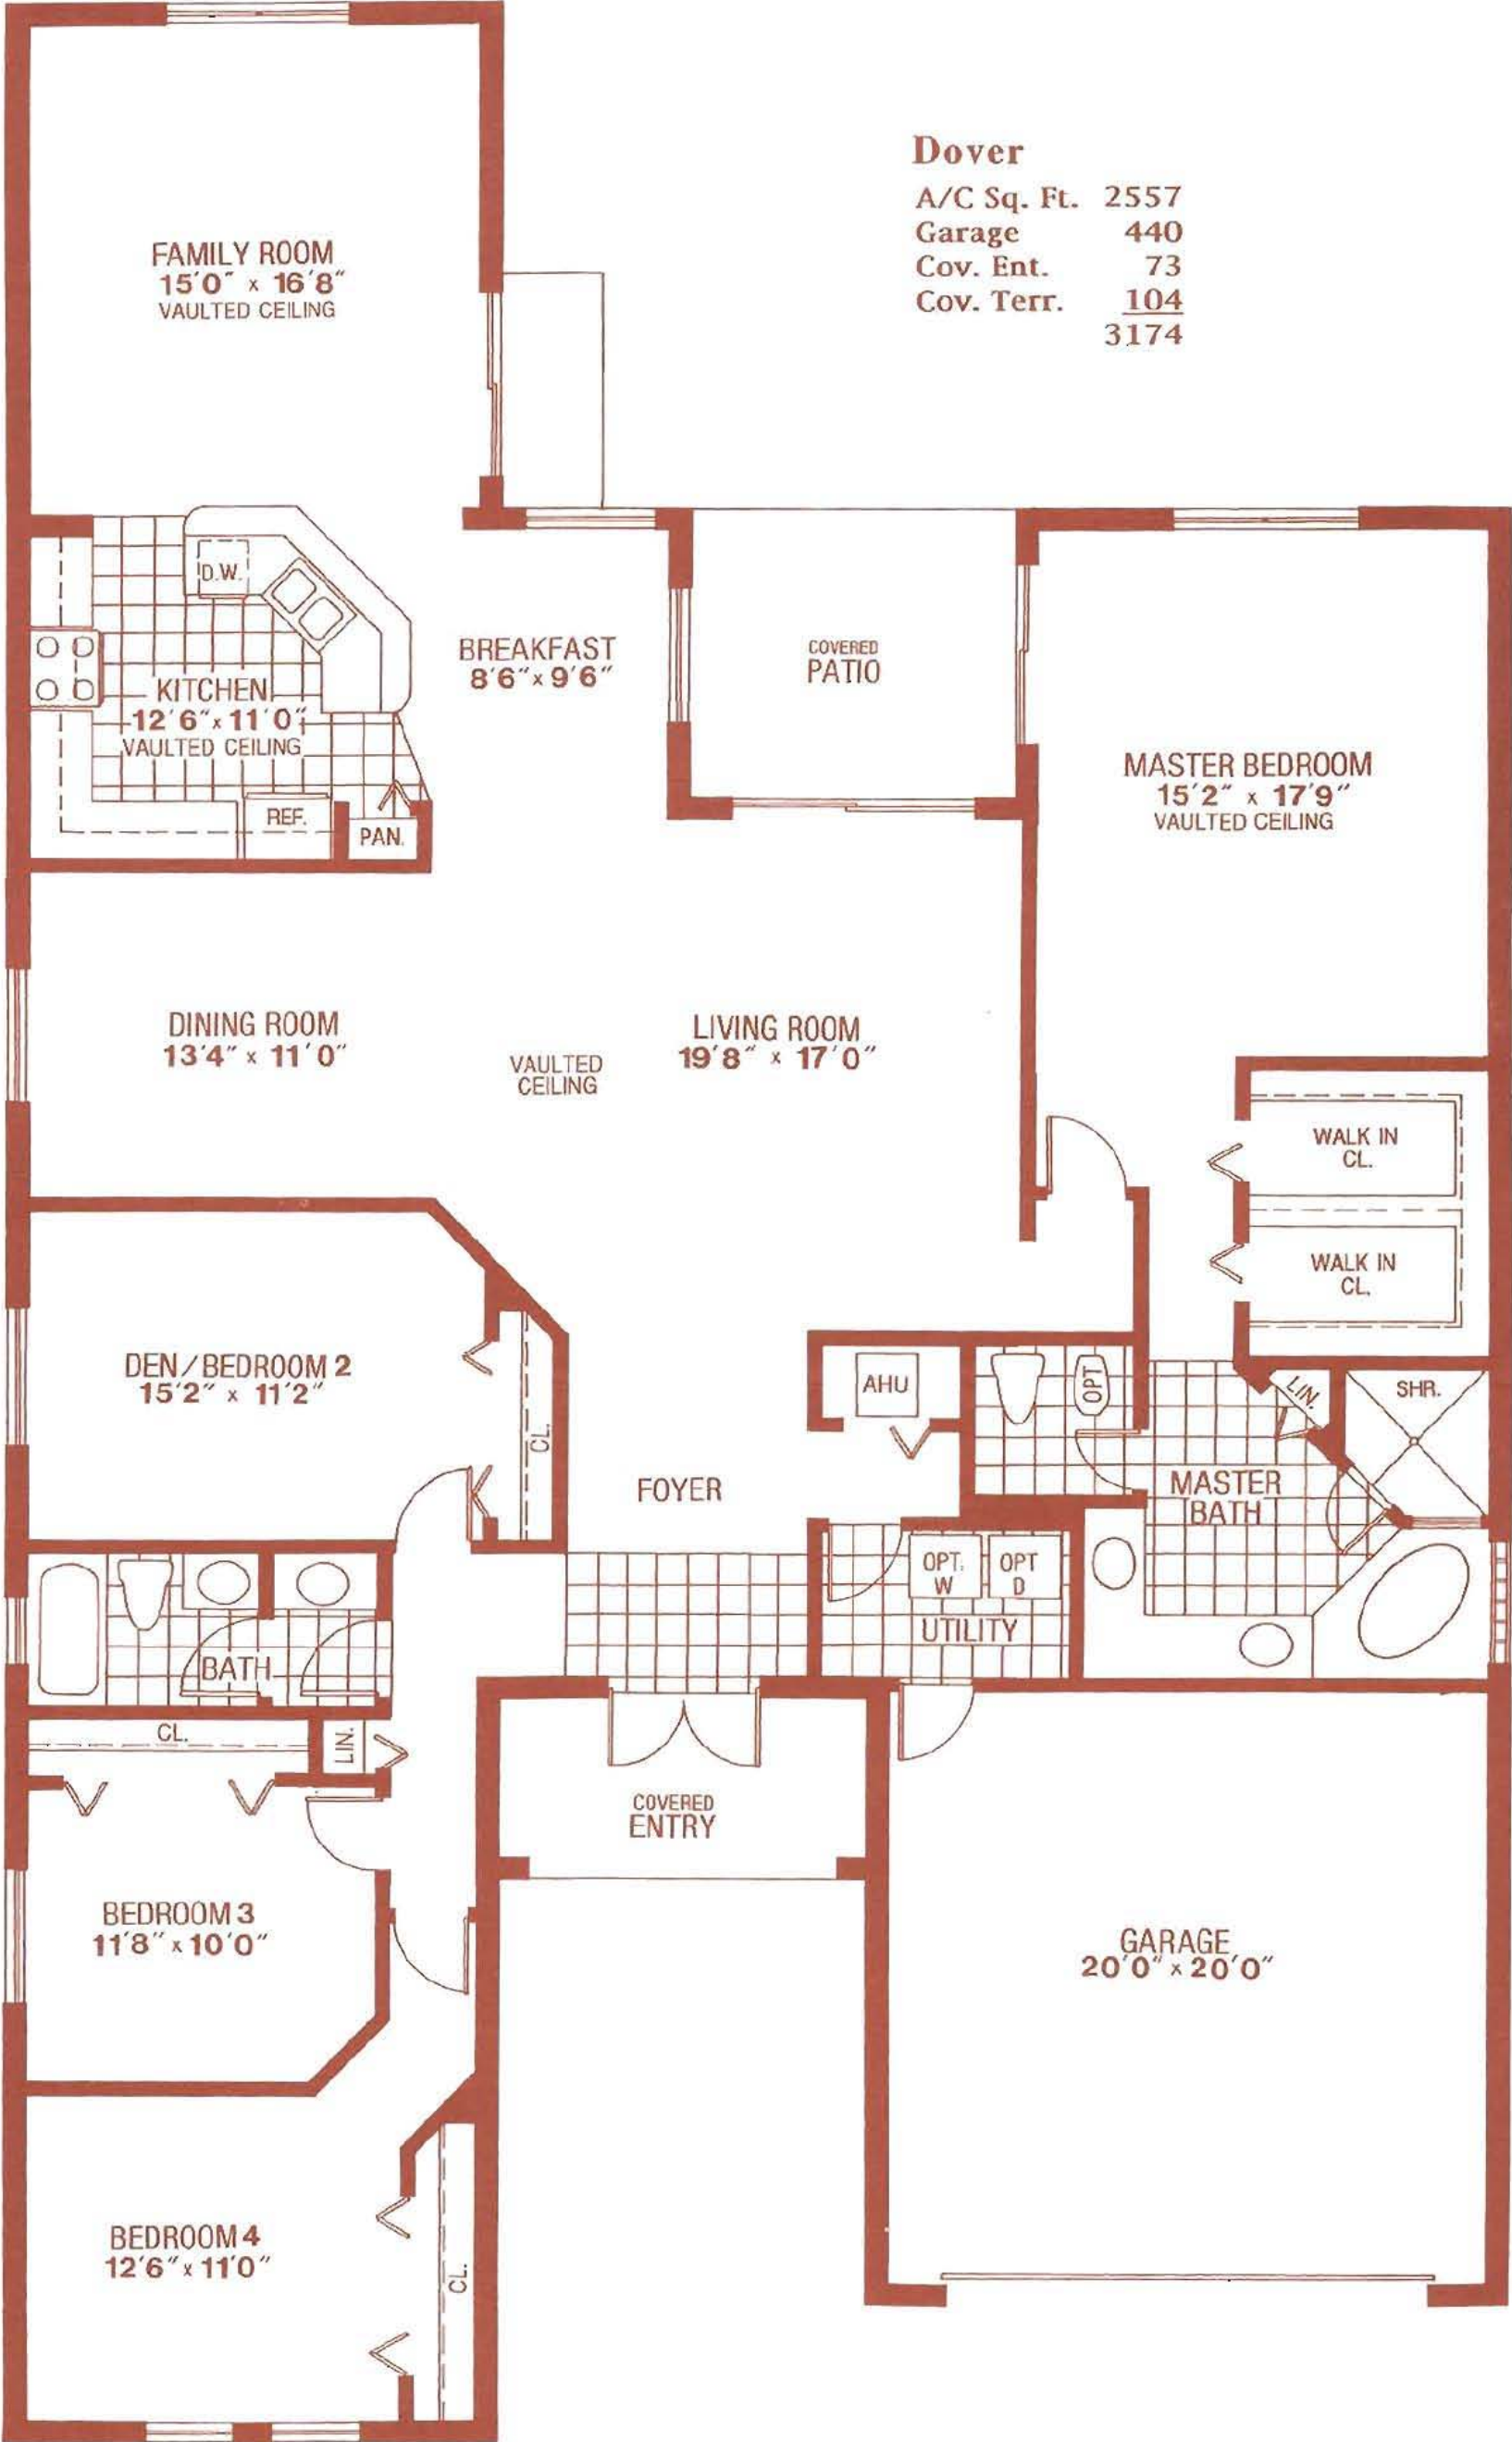 Dover
A/C Sq. Ft. 2557
Garage 440
Cov. Ent. 73
Cov. Terr. 104
3174
FAMILY ROOM
15'0" x 16'8"
VAULTED CEILING
D.W.
KITCHEN
12'6" x 11'0"
VAULTED CEILING
REF.
PAN.
BREAKFAST
8'6" x 9'6"
COVERED
PATIO
MASTER BEDROOM
15'2" x 17'9"
VAULTED CEILING
DINING ROOM
13'4" x 11'0"
VAULTED
CEILING
LIVING ROOM
19'8" x 17'0"
WALK IN
CL.
WALK IN
CL.
DEN/BEDROOM 2
15'2" x 11'2"
CL.
AHU
OPT
LIN.
SHR.
FOYER
MASTER
BATH
OPT.
W
OPT
D
UTILITY
BATH
CL.
LIN.
COVERED
ENTRY
BEDROOM 3
11'8" x 10'0"
GARAGE
20'0" x 20'0"
BEDROOM 4
12'6" x 11'0"
CL.